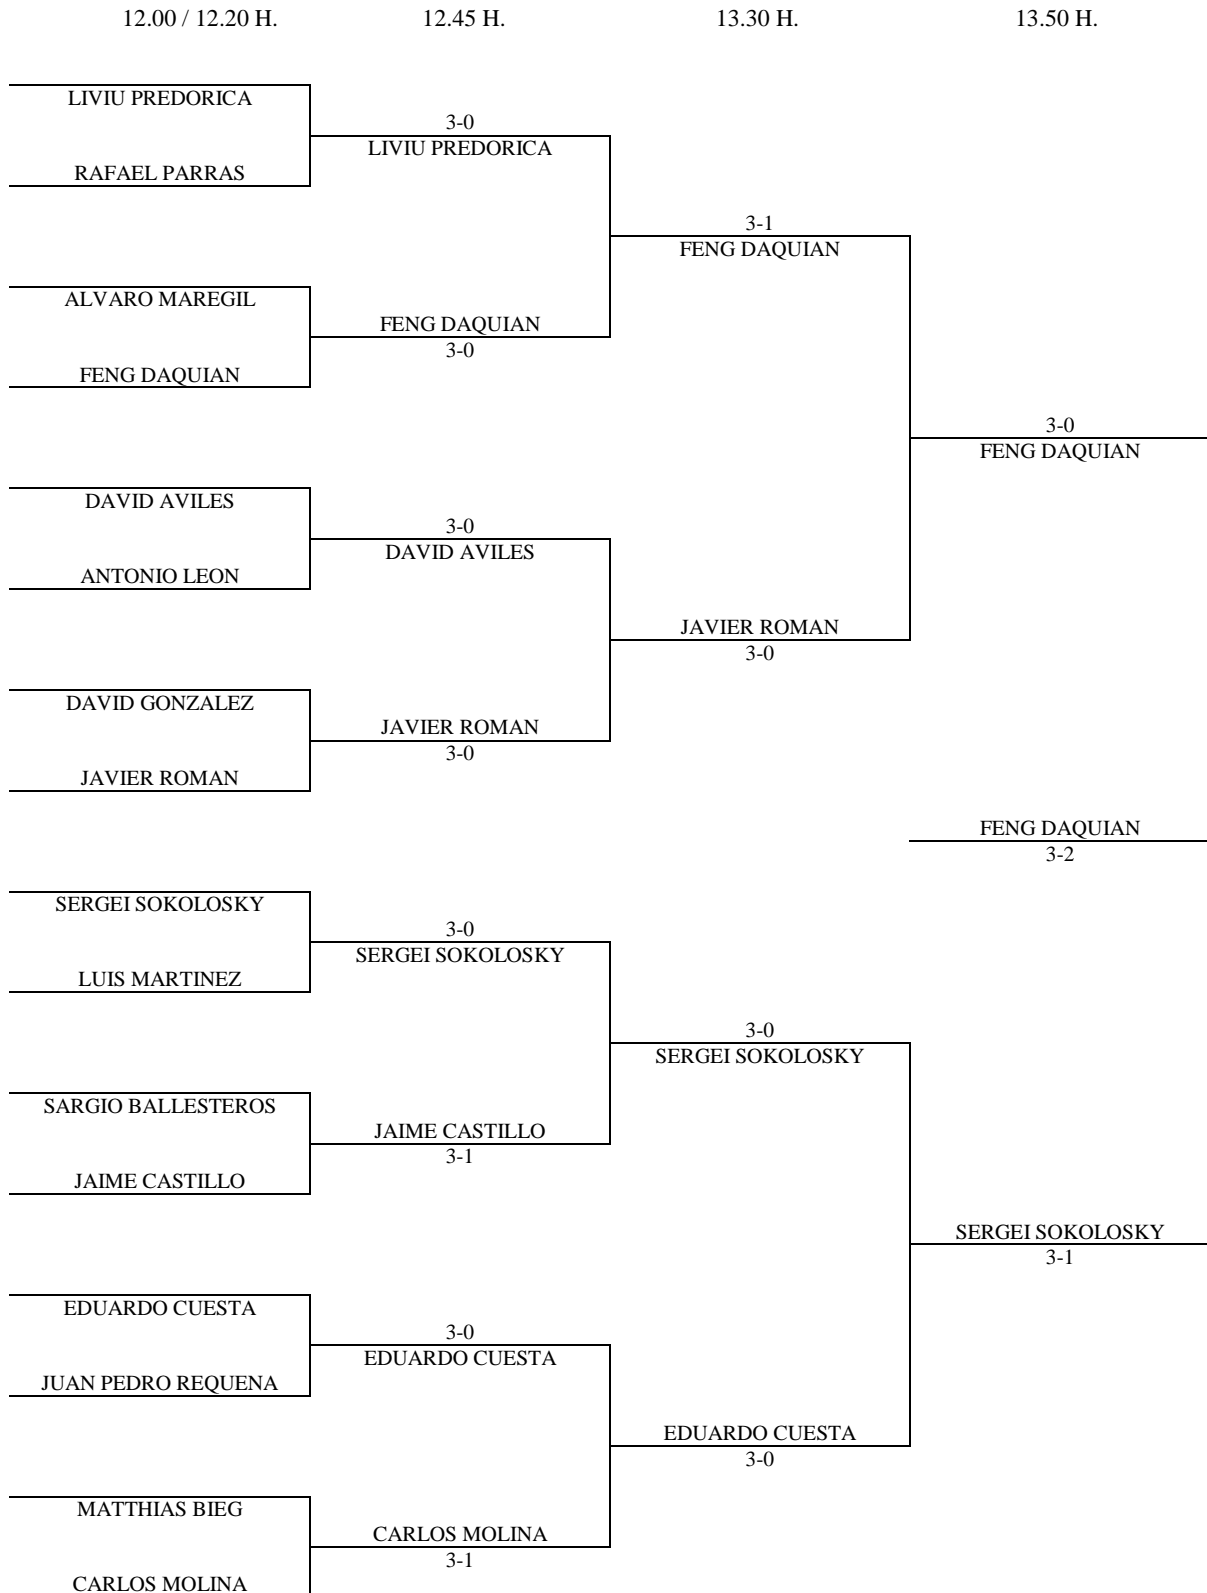 12.00 / 12.20 H. 12.45 H. 13.30 H. 13.50 H.
LIVIU PREDORICA
3-0
LIVIU PREDORICA
RAFAEL PARRAS
3-1
FENG DAQUIAN
ALVARO MAREGIL
FENG DAQUIAN
3-0
FENG DAQUIAN
3-0
FENG DAQUIAN
DAVID AVILES
3-0
DAVID AVILES
ANTONIO LEON
JAVIER ROMAN
3-0
DAVID GONZALEZ
JAVIER ROMAN
3-0
JAVIER ROMAN
FENG DAQUIAN
3-2
SERGEI SOKOLOSKY
3-0
SERGEI SOKOLOSKY
LUIS MARTINEZ
3-0
SERGEI SOKOLOSKY
SARGIO BALLESTEROS
JAIME CASTILLO
3-1
JAIME CASTILLO
SERGEI SOKOLOSKY
3-1
EDUARDO CUESTA
3-0
EDUARDO CUESTA
JUAN PEDRO REQUENA
EDUARDO CUESTA
3-0
MATTHIAS BIEG
CARLOS MOLINA
3-1
CARLOS MOLINA